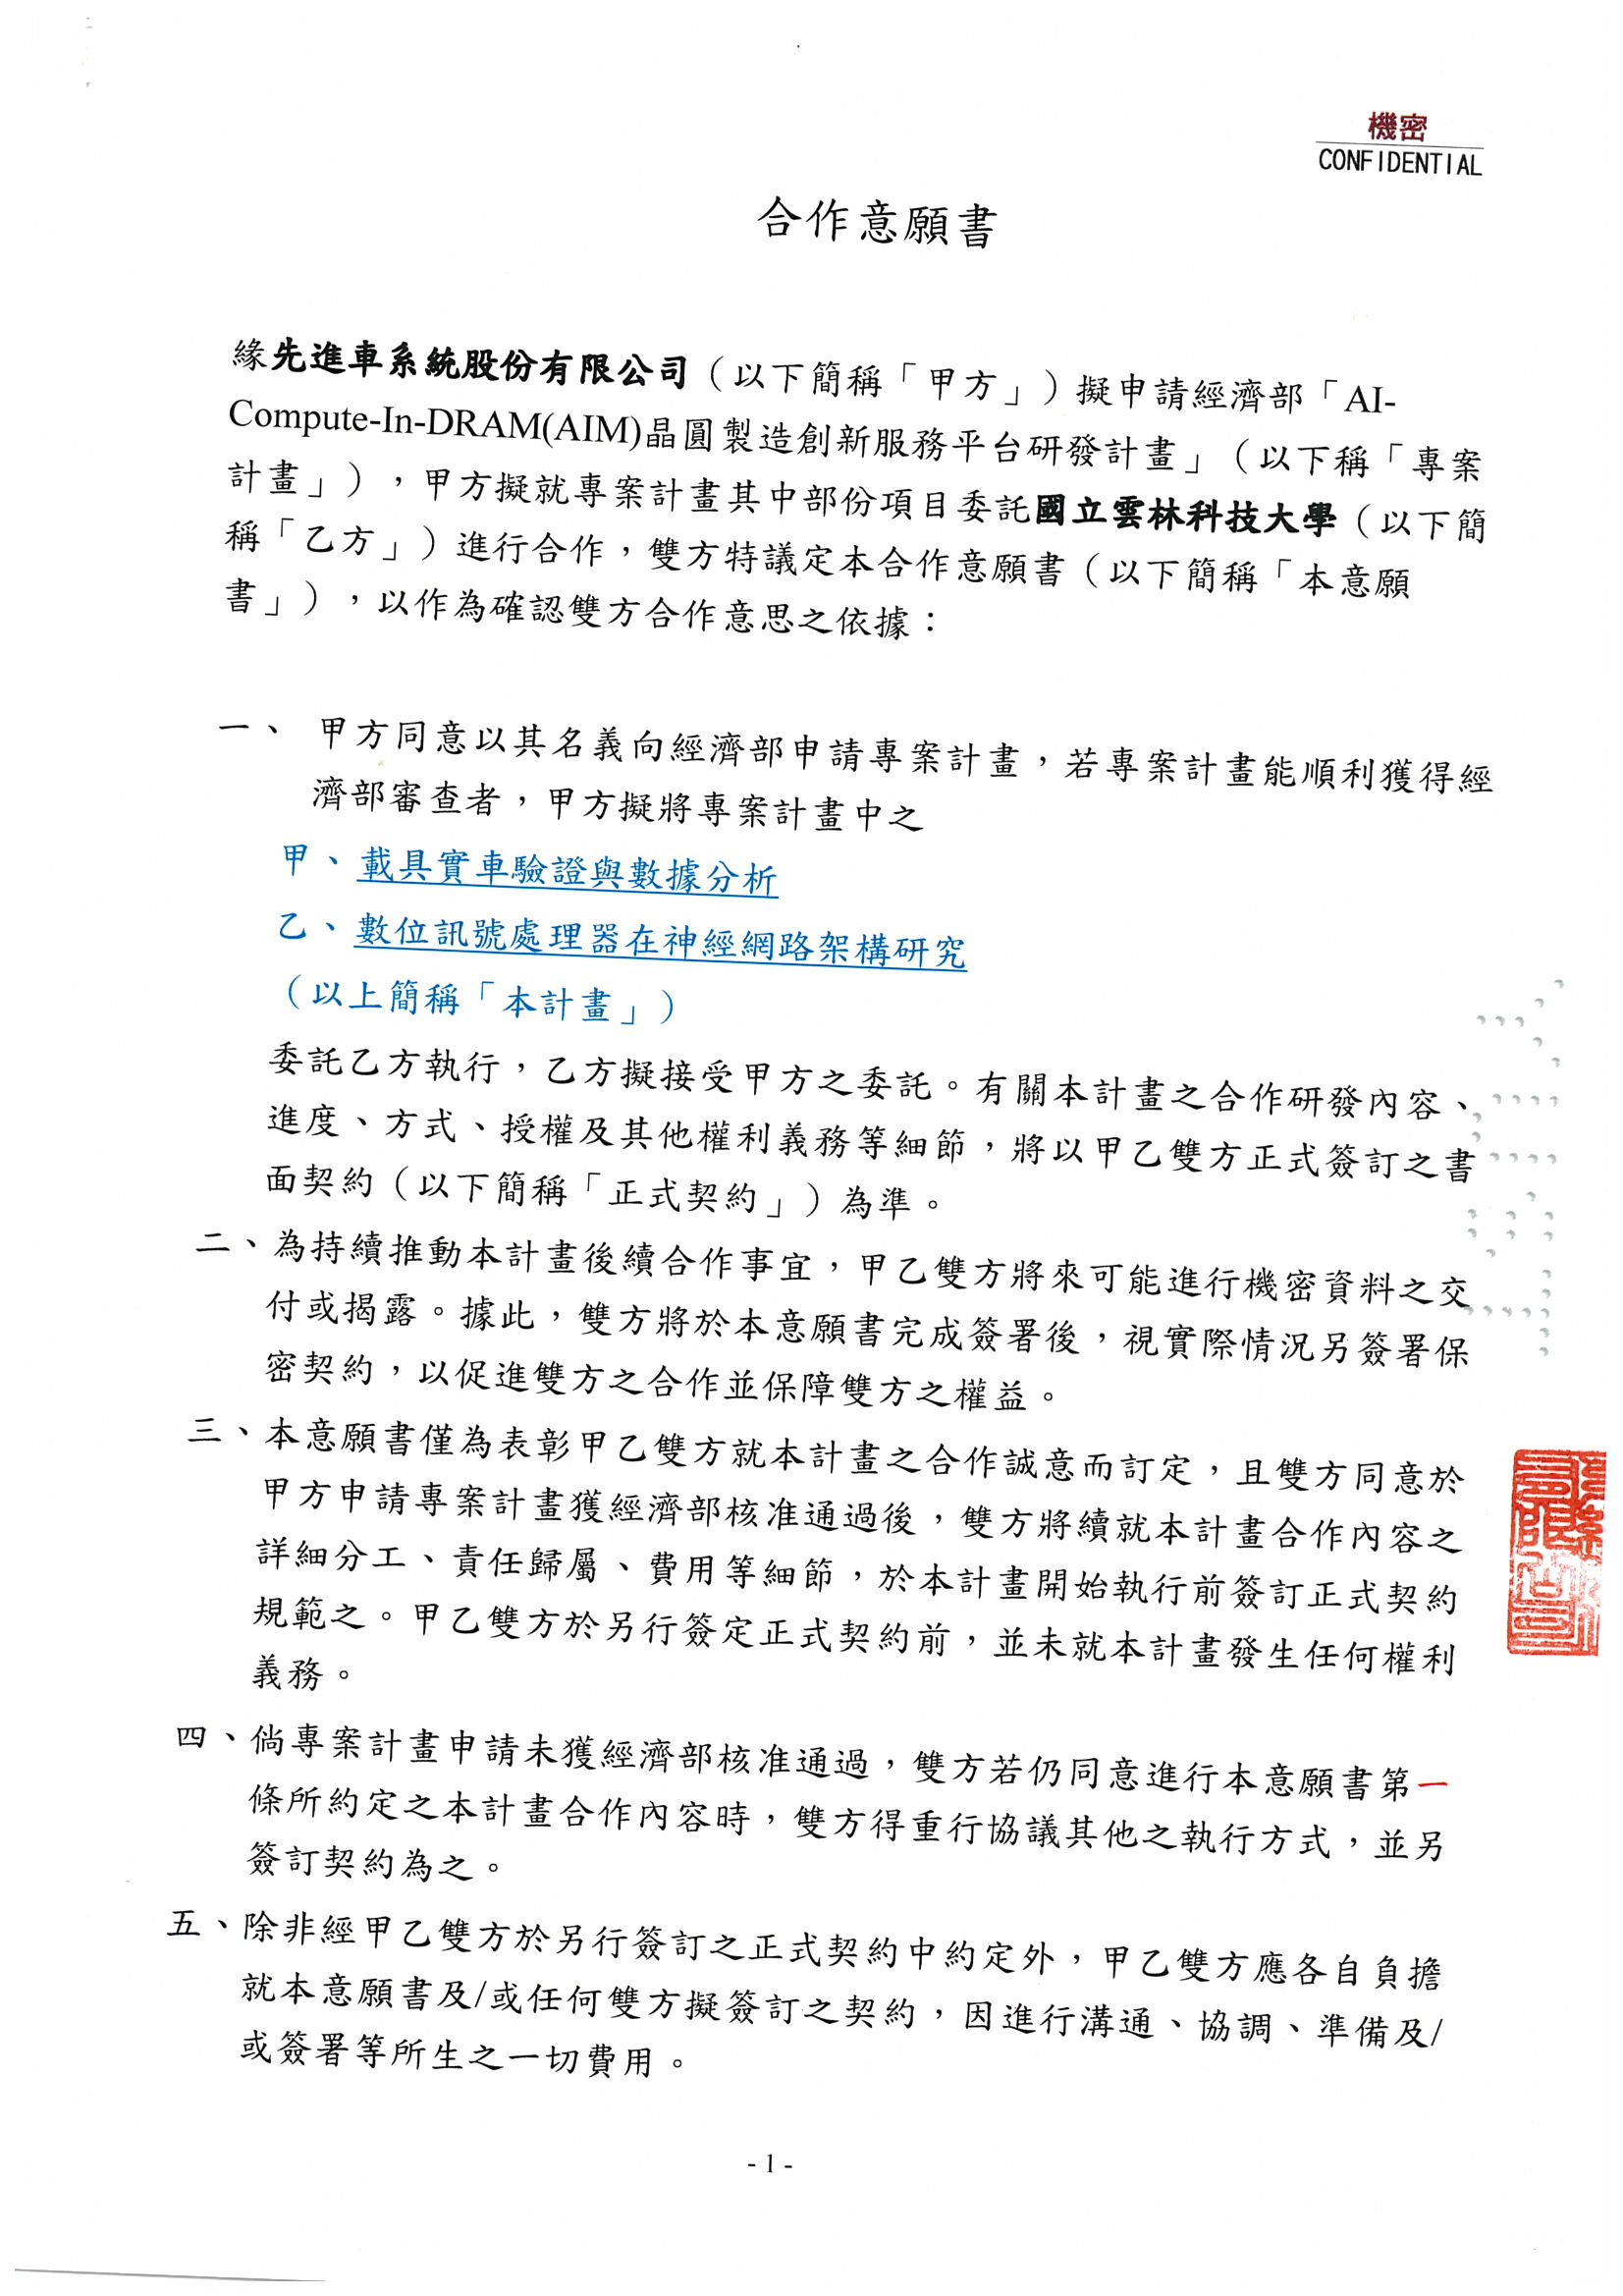 機密
CONFIDENTIAL
合作意願書
緣先進車系統股份有限公司（以下簡稱「甲方」）擬申請經濟部「AI-
Compute-In-DRAM(AIM)晶圓製造創新服務平台研發計畫」（以下稱「專案
計畫」），甲方擬就專案計畫其中部份項目委託國立雲林科技大學（以下簡
稱「乙方」）進行合作，雙方特議定本合作意願書（以下簡稱「本意願
書」），以作為確認雙方合作意思之依據：
一、 甲方同意以其名義向經濟部申請專案計畫，若專案計畫能順利獲得經
濟部審查者，甲方擬將專案計畫中之
甲、載具實車驗證與數據分析
乙、數位訊號處理器在神經網路架構研究
（以上簡稱「本計畫」）
委託乙方執行，乙方擬接受甲方之委託。有關本計畫之合作研發內容、
進度、方式、授權及其他權利義務等細節，將以甲乙雙方正式簽訂之書
面契約（以下簡稱「正式契約」）為準。
二、為持續推動本計畫後續合作事宜，甲乙雙方將來可能進行機密資料之交
付或揭露。據此，雙方將於本意願書完成簽署後，視實際情況另簽署保
密契約，以促進雙方之合作並保障雙方之權益。
三、本意願書僅為表彰甲乙雙方就本計畫之合作誠意而訂定，且雙方同意於
甲方申請專案計畫獲經濟部核准通過後，雙方將續就本計畫合作內容之
詳細分工、責任歸屬、費用等細節，於本計畫開始執行前簽訂正式契約
規範之。甲乙雙方於另行簽定正式契約前，並未就本計畫發生任何權利
義務。
四、倘專案計畫申請未獲經濟部核准通過，雙方若仍同意進行本意願書第一
條所約定之本計畫合作內容時，雙方得重行協議其他之執行方式，並另
簽訂契約為之。
五、除非經甲乙雙方於另行簽訂之正式契約中約定外，甲乙雙方應各自負擔
就本意願書及/或任何雙方擬簽訂之契約，因進行溝通、協調、準備及/
或簽署等所生之一切費用。
- 1 -